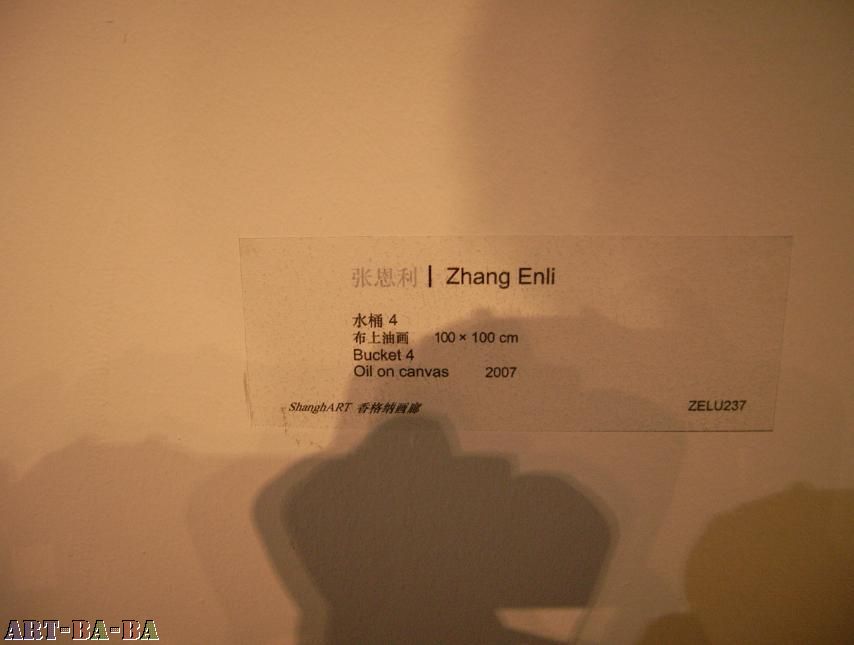 张恩利 | Zhang Enli
水桶 4
布上油画 100 × 100 cm
Bucket 4
Oil on canvas 2007
ShanghART 香格纳画廊 ZELU237
ART-BA-BA